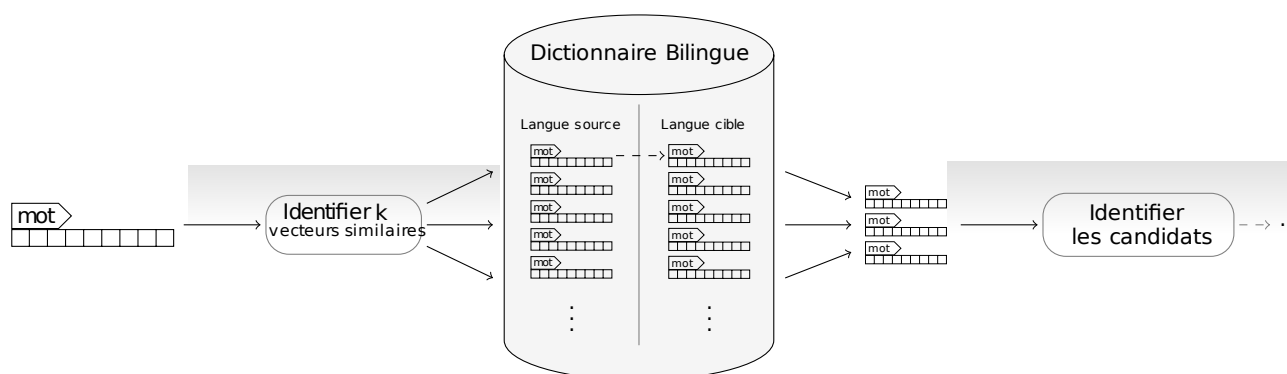 Dictionnaire Bilingue
Langue source
Langue cible
mot
mot
mot
mot
mot
mot
mot
mot
mot
mot
mot
Identifier k
vecteurs similaires
mot
mot
mot
Identifier
les candidats